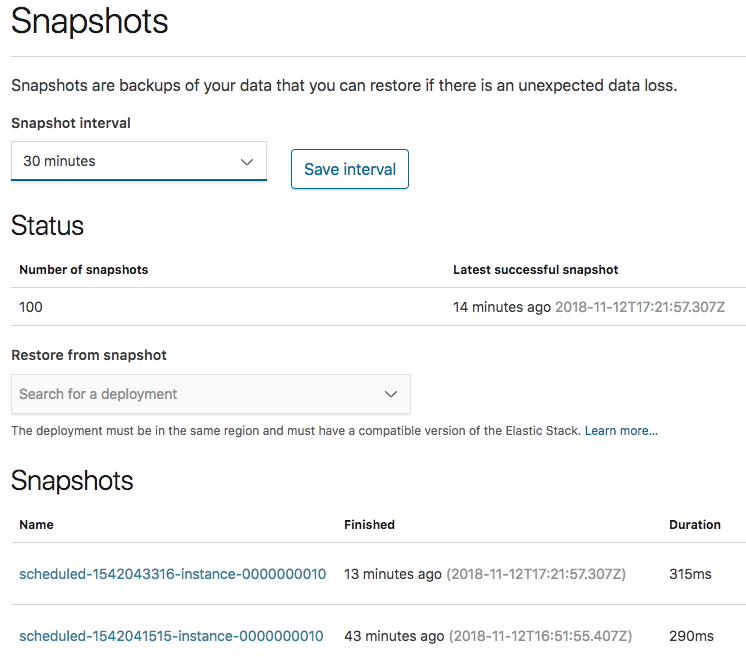 Snapshots
Snapshots are backups of your data that you can restore if there is an unexpected data loss.
Snapshot interval
30 minutes
Save interval
Status
Number of snapshots Latest successful snapshot
100 14 minutes ago 2018-11-12T17:21:57.307Z
Restore from snapshot
Search for a deployment
The deployment must be in the same region and must have a compatible version of the Elastic Stack. Learn more...
Snapshots
Name Finished Duration
scheduled-1542043316-instance-0000000010 13 minutes ago (2018-11-12T17:21:57.307Z) 315ms
scheduled-1542041515-instance-0000000010 43 minutes ago (2018-11-12T16:51:55.407Z) 290ms